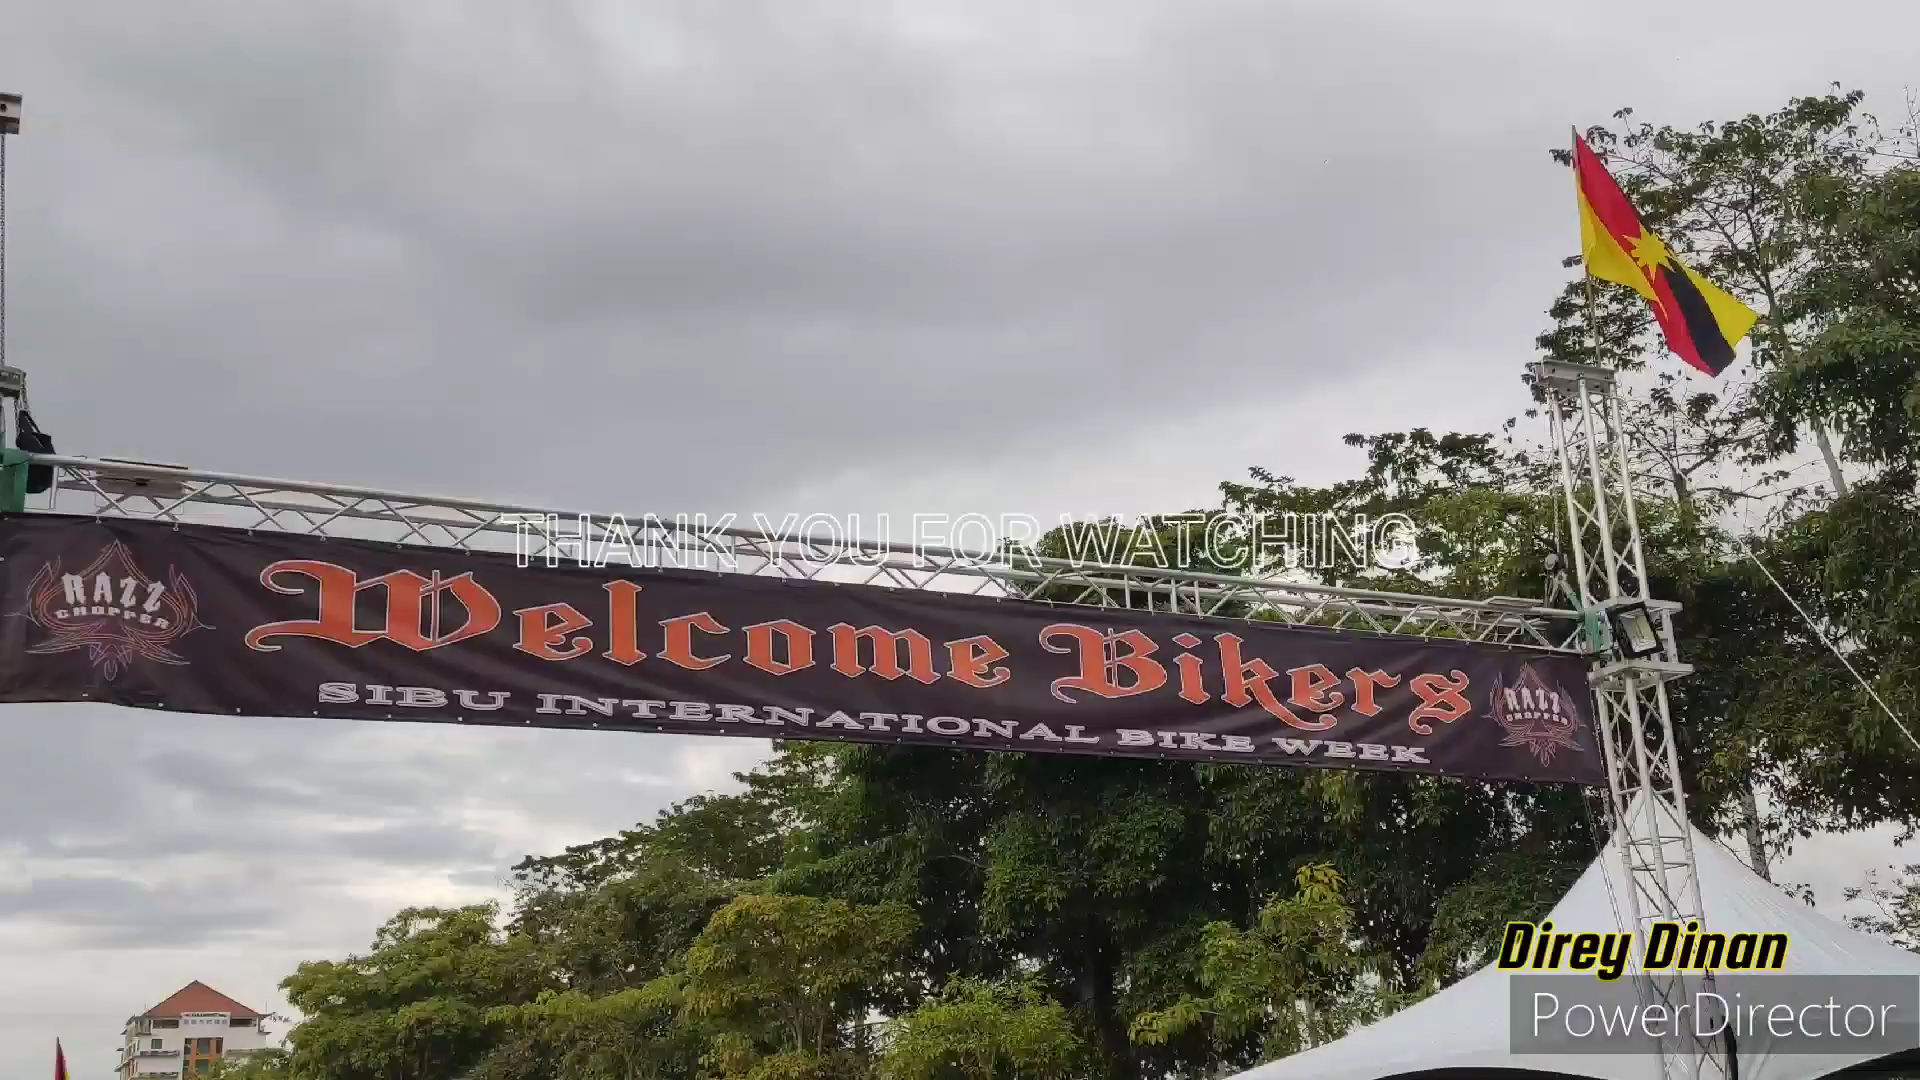 THANK YOU FOR WATCHING
RAZZ
CHOPPER
Welcome Bikers
SIBU INTERNATIONAL BIKE WEEK
RAZZ
CHOPPER
Direy Dinan
PowerDirector